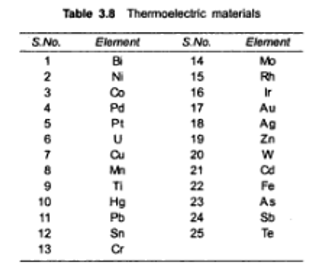 Table 3.8 Thermoelectric materials
S.No. Element S.No. Element
1 Bi 14 Mo
2 Ni 15 Rh
3 Co 16 Ir
4 Pd 17 Au
5 Pt 18 Ag
6 U 19 Zn
7 Cu 20 W
8 Mn 21 Cd
9 Ti 22 Fe
10 Hg 23 As
11 Pb 24 Sb
12 Sn 25 Te
13 Cr